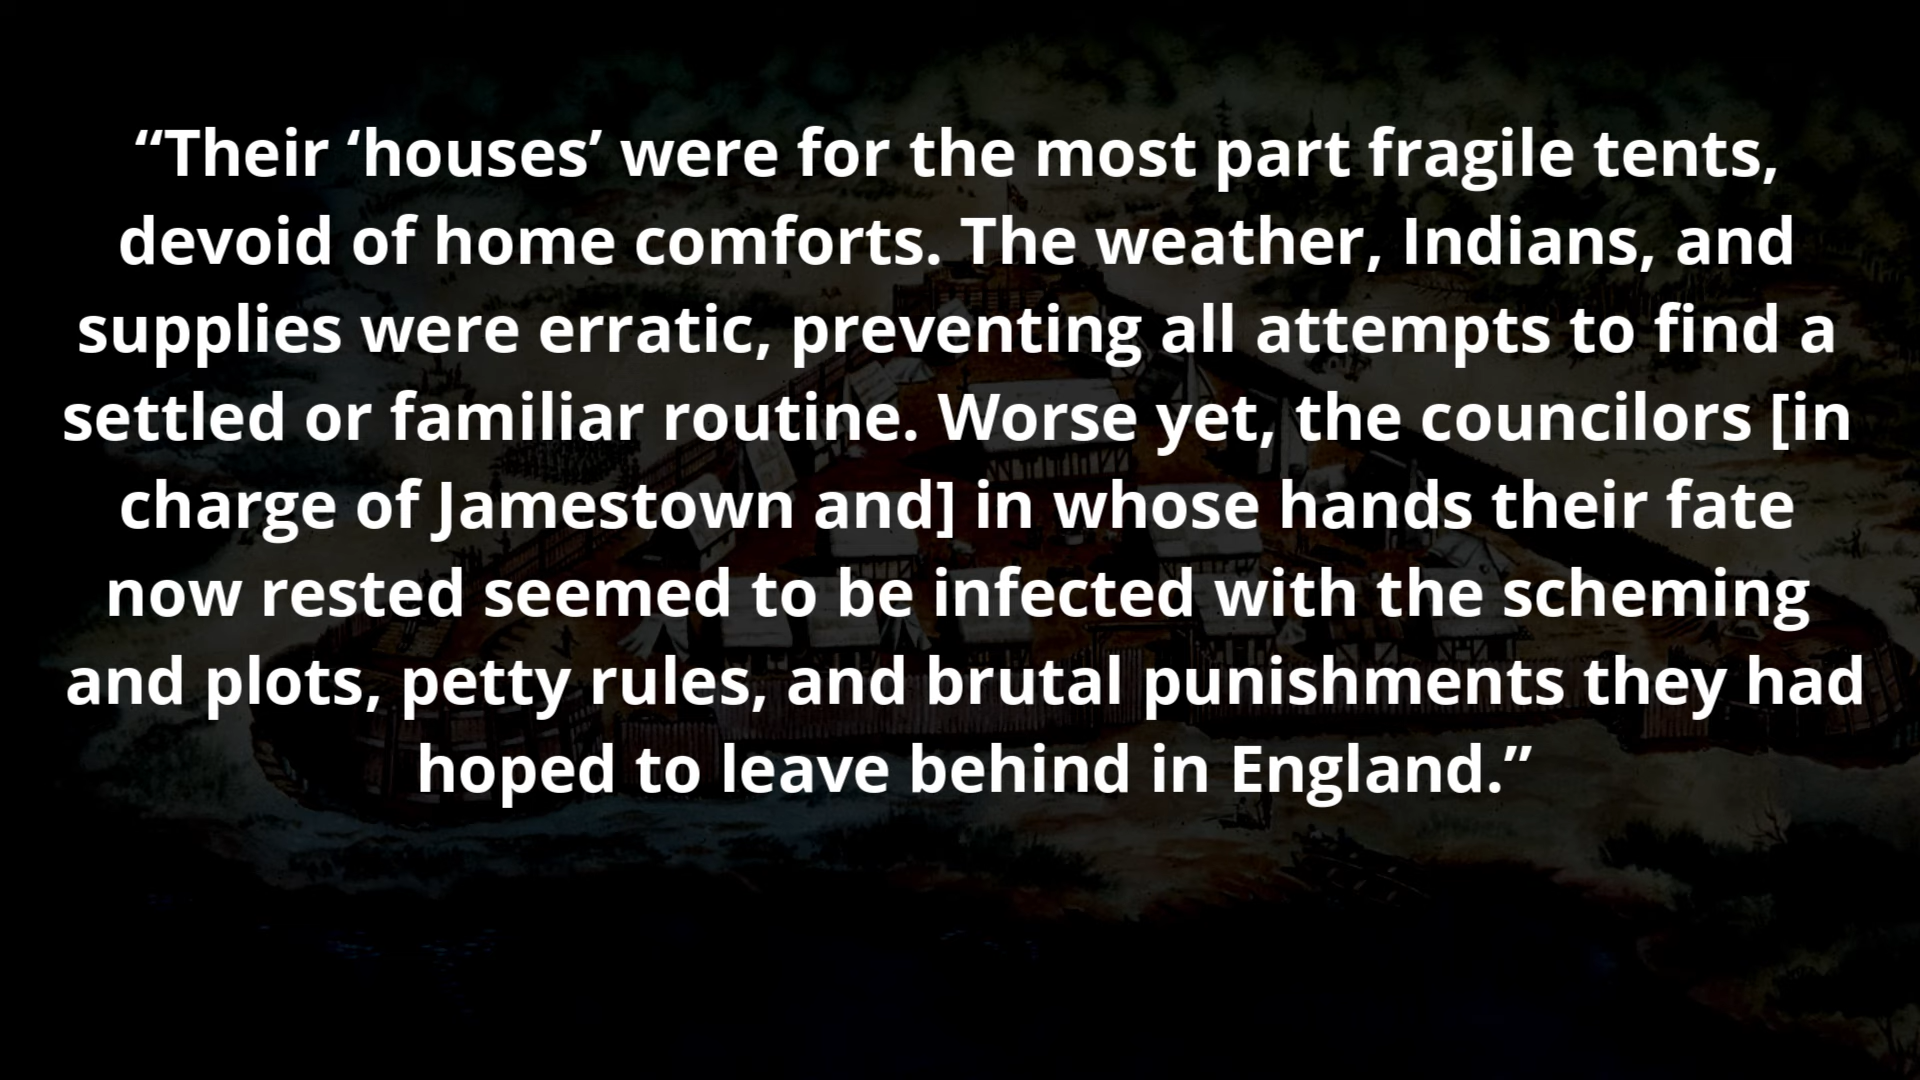 “Their ‘houses’ were for the most part fragile tents,
devoid of home comforts. The weather, Indians, and
supplies were erratic, preventing all attempts to find a
settled or familiar routine. Worse yet, the councilors [in
charge of Jamestown and] in whose hands their fate
now rested seemed to be infected with the scheming
and plots, petty rules, and brutal punishments they had
hoped to leave behind in England.”